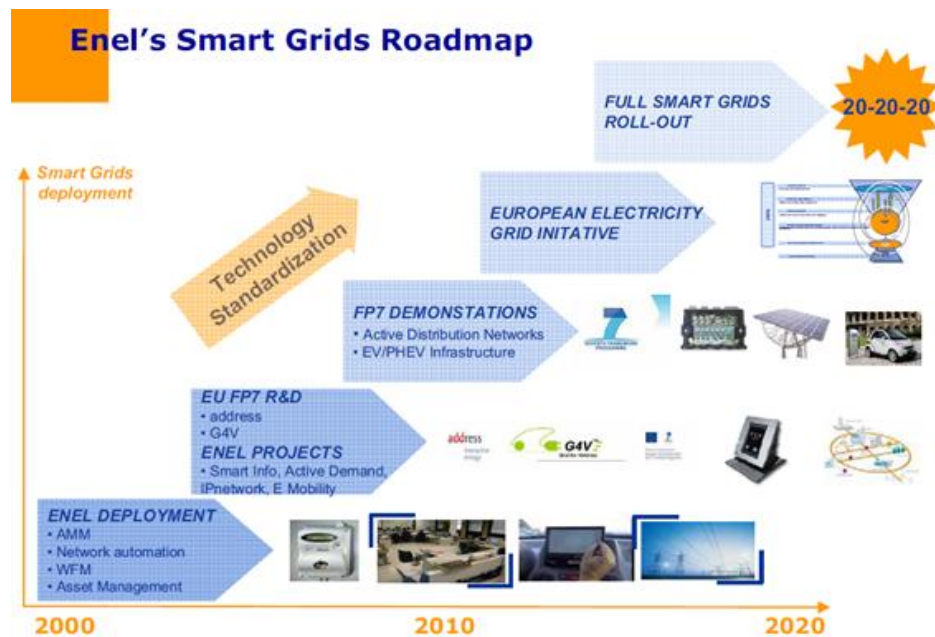 Enel's Smart Grids Roadmap
FULL SMART GRIDS
ROLL-OUT
20-20-20
Smart Grids
deployment
EUROPEAN ELECTRICITY
GRID INITATIVE
Technology
Standardization
FP7 DEMONSTATIONS
• Active Distribution Networks
• EV/PHEV Infrastructure
7
EU FP7 R&D
• address
• G4V
ENEL PROJECTS
• Smart Info, Active Demand,
IPnetwork, E Mobility
address
G4V
ENEL DEPLOYMENT
• AMM
• Network automation
• WFM
• Asset Management
2000
2010
2020